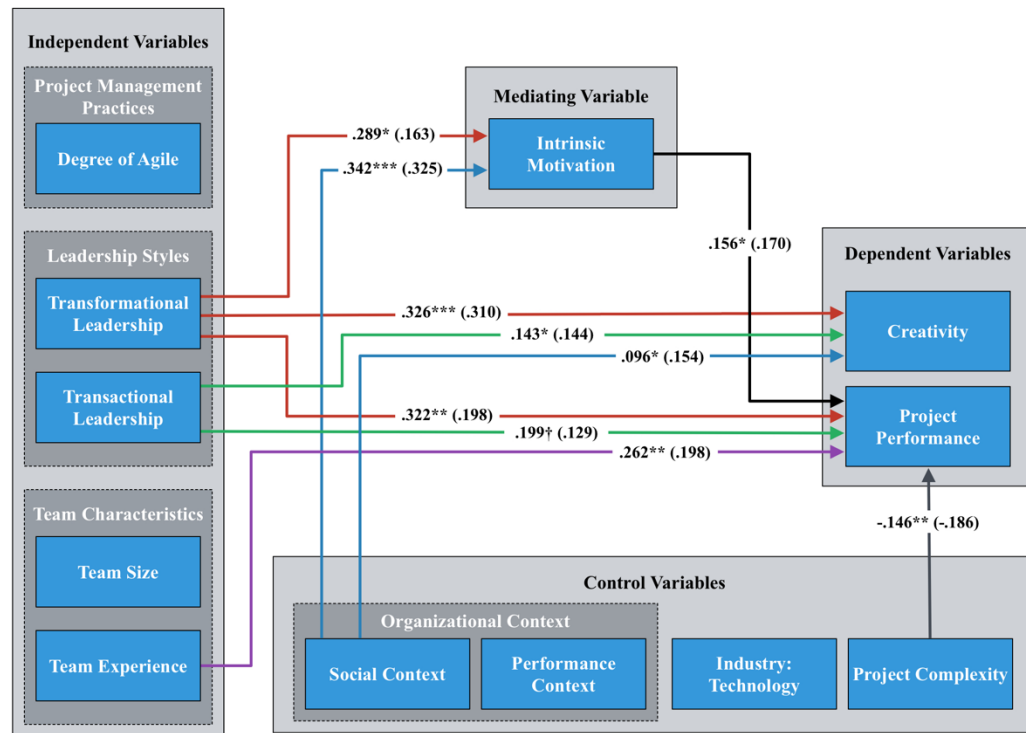 Independent Variables
Project Management
Practices
Degree of Agile
Leadership Styles
Transformational
Leadership
Transactional
Leadership
Team Characteristics
Team Size
Team Experience
Mediating Variable
Intrinsic
Motivation
.289* (.163)
.342*** (.325)
.156* (.170)
.326*** (.310)
.143* (.144)
.096* (.154)
.322** (.198)
.199† (.129)
.262** (.198)
-.146** (-.186)
Dependent Variables
Creativity
Project
Performance
Control Variables
Organizational Context
Social Context
Performance
Context
Industry:
Technology
Project Complexity